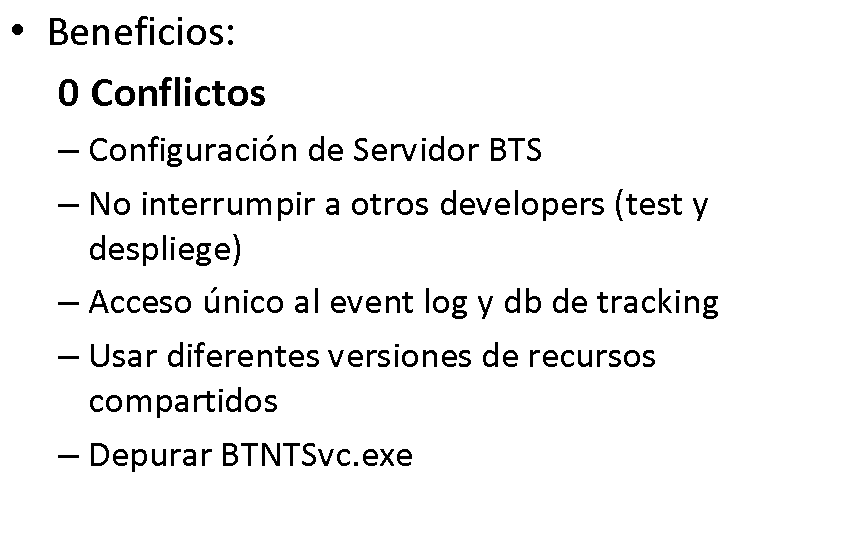 • Beneficios:
0 Conflictos
– Configuración de Servidor BTS
– No interrumpir a otros developers (test y
despliege)
– Acceso único al event log y db de tracking
– Usar diferentes versiones de recursos
compartidos
– Depurar BTNTSvc.exe